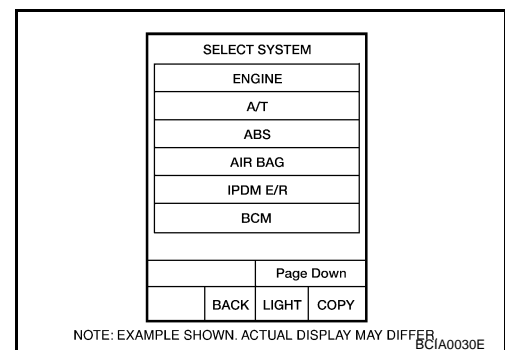 SELECT SYSTEM
ENGINE
A/T
ABS
AIR BAG
IPDM E/R
BCM
Page Down
BACK LIGHT COPY
NOTE: EXAMPLE SHOWN. ACTUAL DISPLAY MAY DIFFER.
BCIA0030E